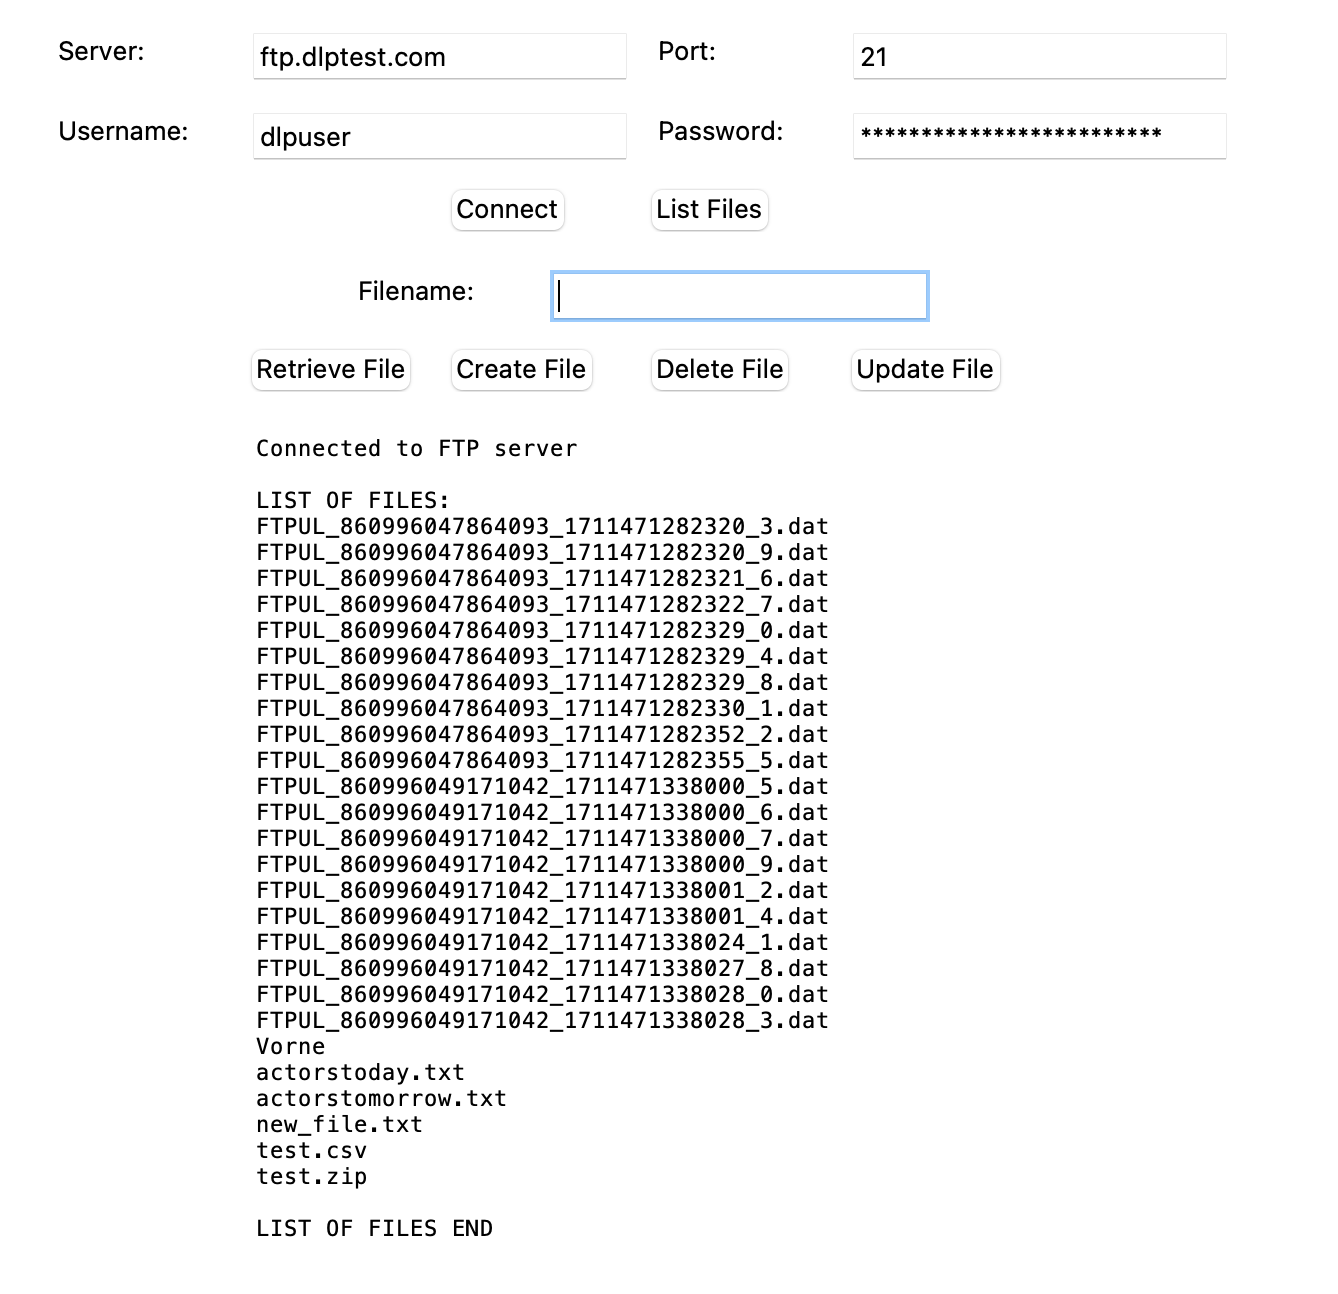 Server: ftp.dlptest.com Port: 21
Username: dlpuser Password: *************************
Connect List Files
Filename:
Retrieve File Create File Delete File Update File
Connected to FTP server
LIST OF FILES:
FTPUL_860996047864093_1711471282320_3.dat
FTPUL_860996047864093_1711471282320_9.dat
FTPUL_860996047864093_1711471282321_6.dat
FTPUL_860996047864093_1711471282322_7.dat
FTPUL_860996047864093_1711471282329_0.dat
FTPUL_860996047864093_1711471282329_4.dat
FTPUL_860996047864093_1711471282329_8.dat
FTPUL_860996047864093_1711471282330_1.dat
FTPUL_860996047864093_1711471282352_2.dat
FTPUL_860996047864093_1711471282355_5.dat
FTPUL_860996049171042_1711471338000_5.dat
FTPUL_860996049171042_1711471338000_6.dat
FTPUL_860996049171042_1711471338000_7.dat
FTPUL_860996049171042_1711471338000_9.dat
FTPUL_860996049171042_1711471338001_2.dat
FTPUL_860996049171042_1711471338001_4.dat
FTPUL_860996049171042_1711471338024_1.dat
FTPUL_860996049171042_1711471338027_8.dat
FTPUL_860996049171042_1711471338028_0.dat
FTPUL_860996049171042_1711471338028_3.dat
Vorne
actorstoday.txt
actorstomorrow.txt
new_file.txt
test.csv
test.zip
LIST OF FILES END